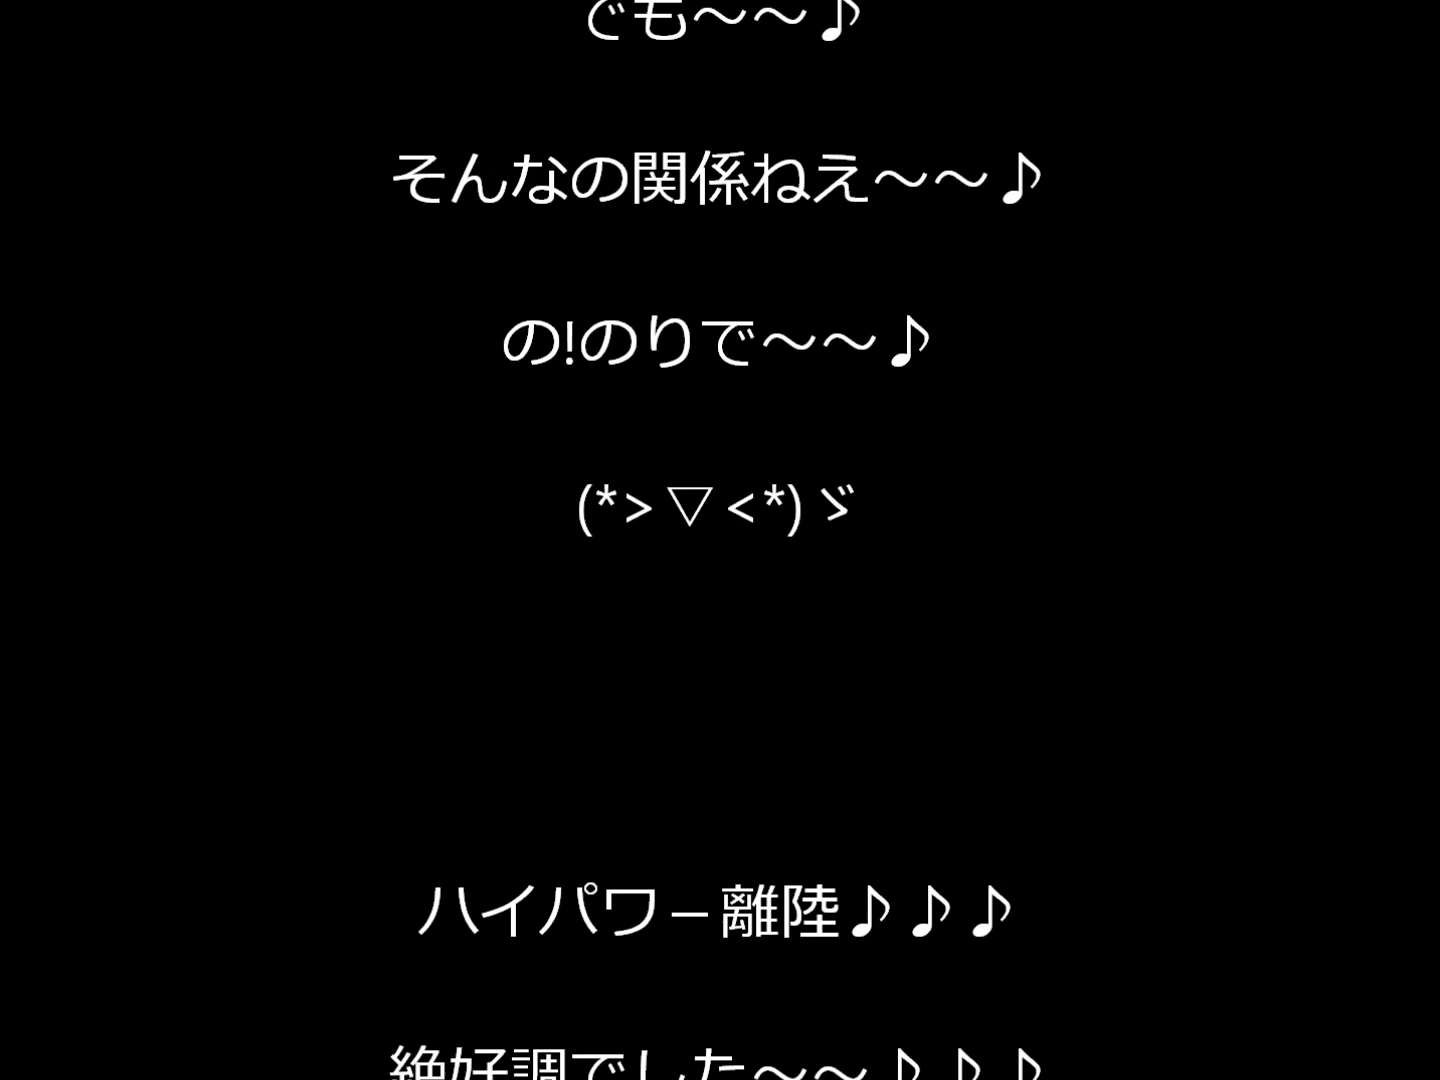 でも～～♪
そんなの関係ねえ～～♪
の!のりで～～♪
(*>▽<*)ゞ
ハイパワ－離陸♪♪♪
絶好調でした～～♪♪♪